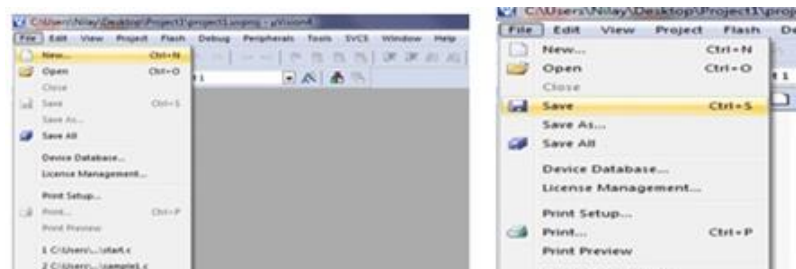 C:\Users\Nilay\Desktop\Project1\project1.uvproj - µVision4
File Edit View Project Flash Debug Peripherals Tools SVCS Window Help
New... Ctrl+N
Open Ctrl+O
Close
Save Ctrl+S
Save As...
Save All
Device Database...
License Management...
Print Setup...
Print... Ctrl+P
Print Preview
1 C:\Users\...\start.c
2 C:\Users\...\sample1.c
C:\Users\Nilay\Desktop\Project1\proj
File Edit View Project Flash De
New... Ctrl+N
Open Ctrl+O
Close
Save Ctrl+S
Save As...
Save All
Device Database...
License Management...
Print Setup...
Print... Ctrl+P
Print Preview